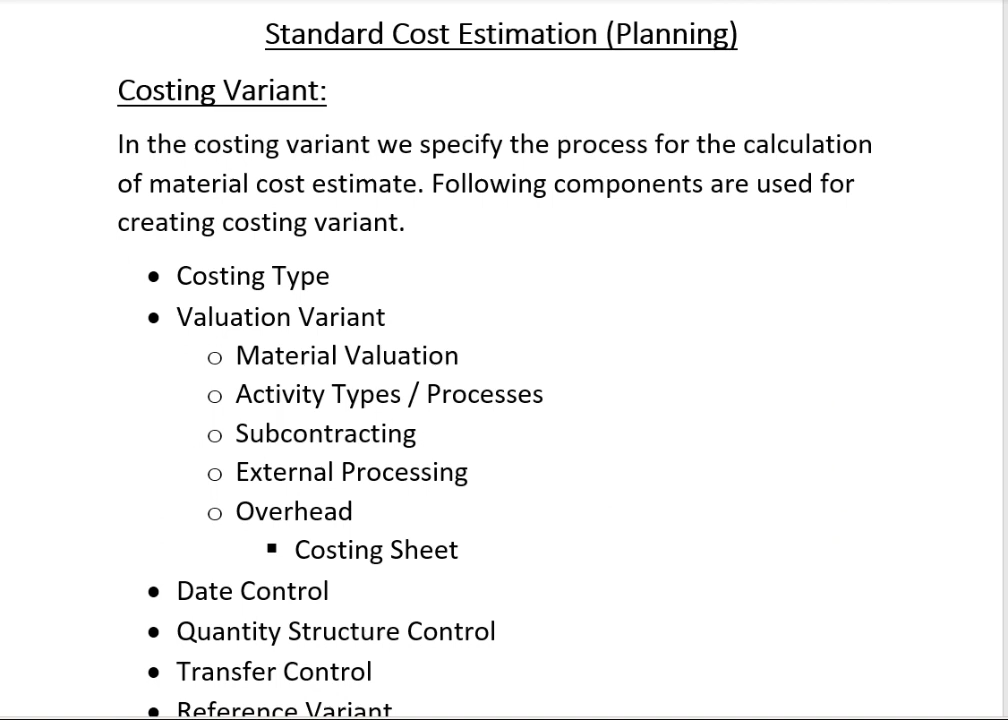 Standard Cost Estimation (Planning)
Costing Variant:
In the costing variant we specify the process for the calculation
of material cost estimate. Following components are used for
creating costing variant.
• Costing Type
• Valuation Variant
o Material Valuation
o Activity Types / Processes
o Subcontracting
o External Processing
o Overhead
▪ Costing Sheet
• Date Control
• Quantity Structure Control
• Transfer Control
• Reference Variant